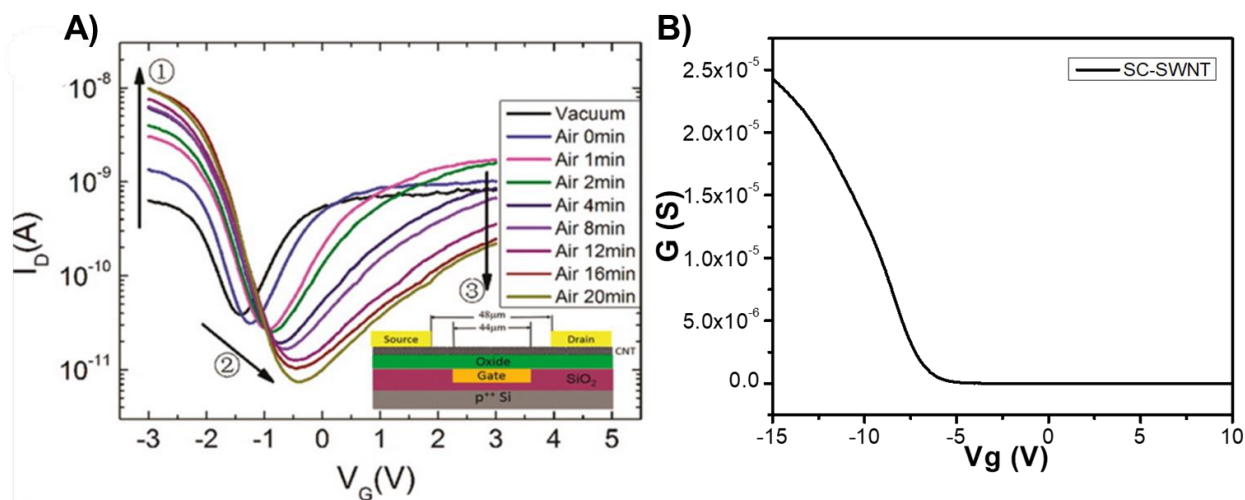 A)
10⁻⁸
10⁻⁹
10⁻¹⁰
10⁻¹¹
I_D(A)
①
②
③
Vacuum
Air 0min
Air 1min
Air 2min
Air 4min
Air 8min
Air 12min
Air 16min
Air 20min
48μm
44μm
Source
Drain
CNT
Oxide
Gate
SiO₂
p⁺⁺ Si
-3 -2 -1 0 1 2 3 4 5
V_G(V)
B)
SC-SWNT
2.5x10⁻⁵
2.0x10⁻⁵
1.5x10⁻⁵
1.0x10⁻⁵
5.0x10⁻⁶
0.0
G (S)
-15 -10 -5 0 5 10
Vg (V)